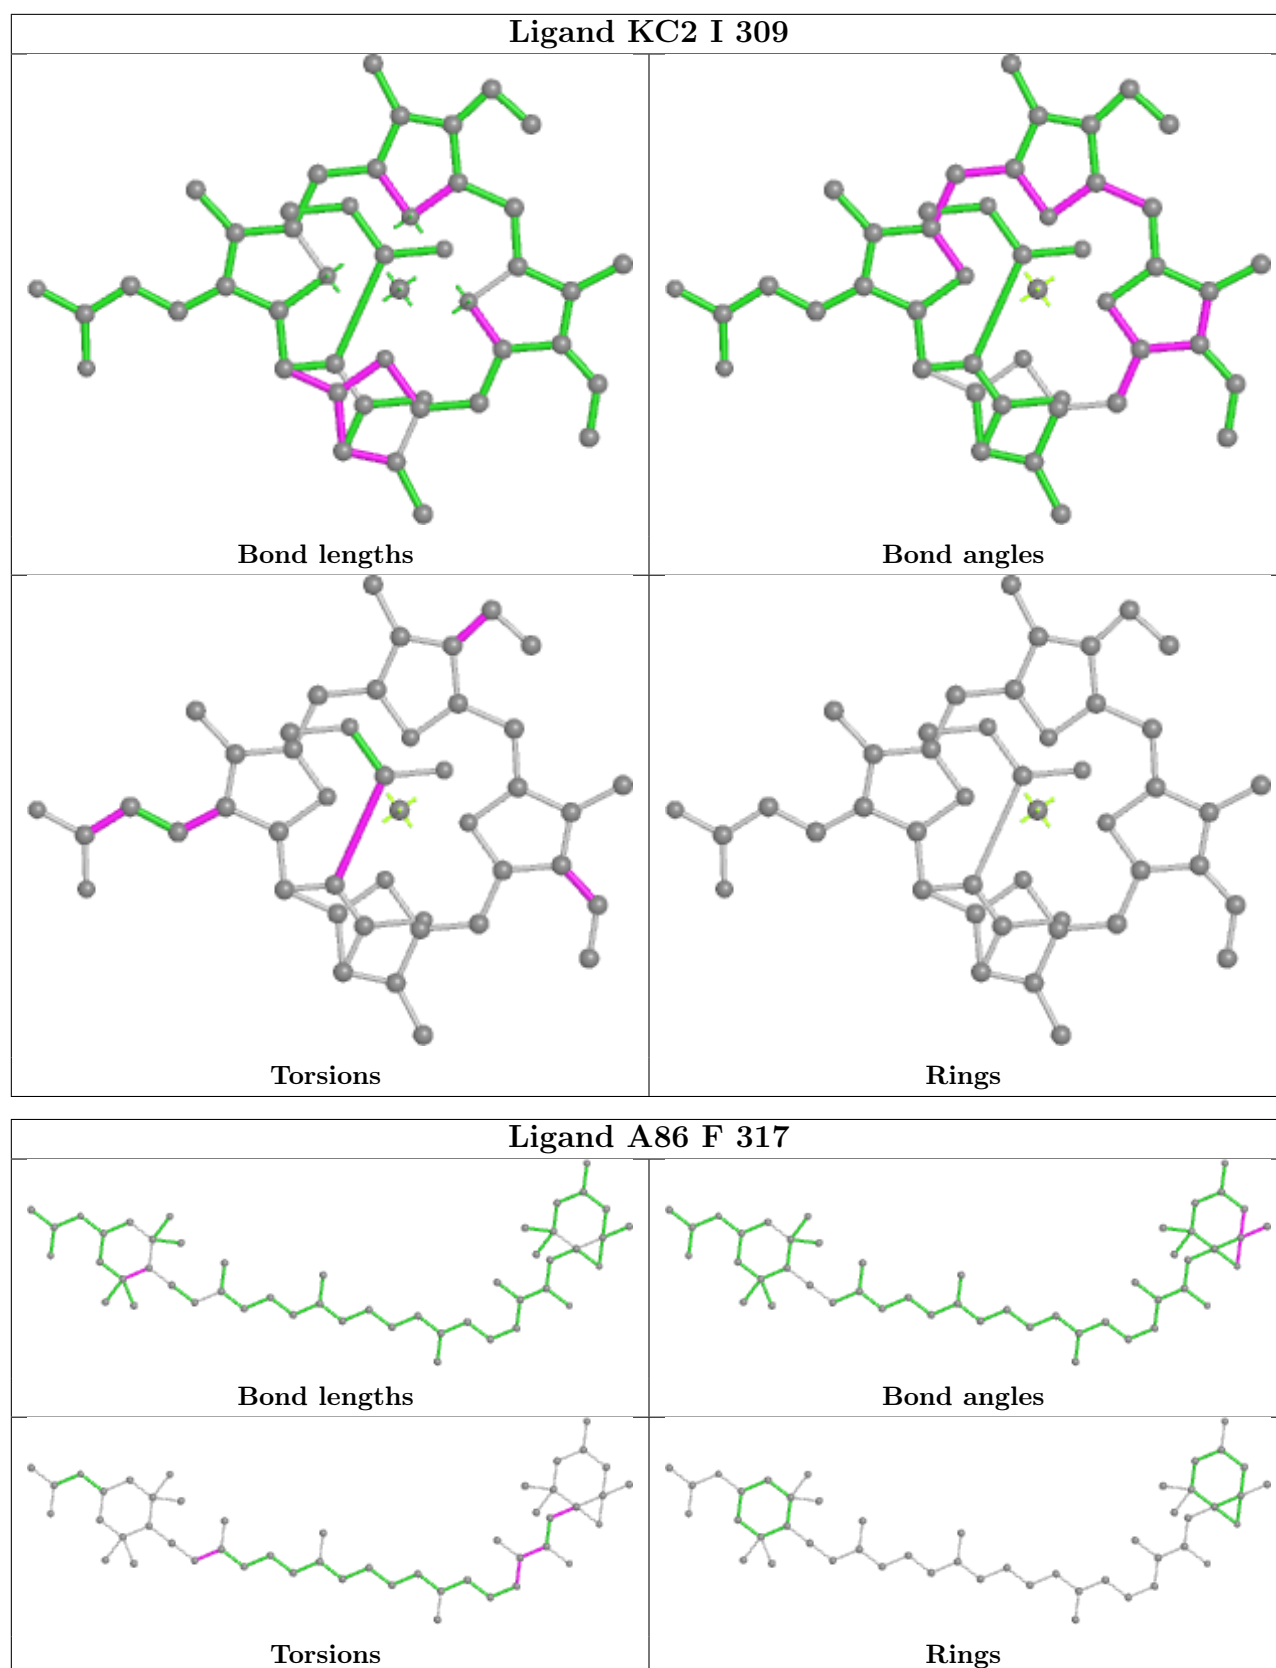 Ligand KC2 I 309
Bond lengths
Bond angles
Torsions
Rings
Ligand A86 F 317
Bond lengths
Bond angles
Torsions
Rings